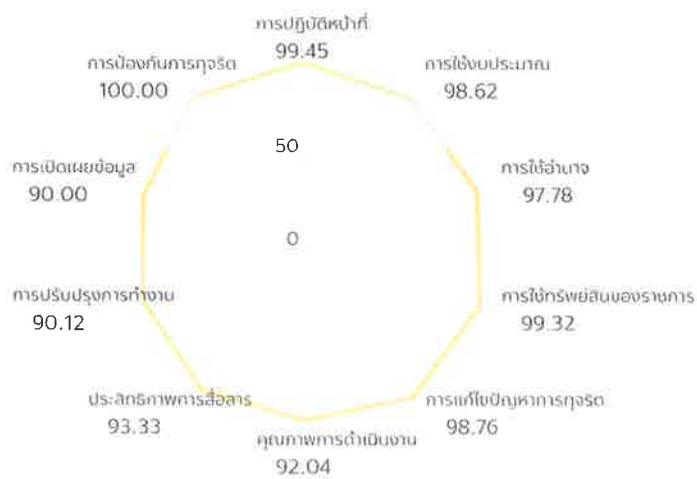 การปฏิบัติหน้าที่
99.45
การป้องกันการทุจริต
100.00
การใช้งบประมาณ
98.62
50
การเปิดเผยข้อมูล
90.00
การใช้อำนาจ
97.78
0
การปรับปรุงการทำงาน
90.12
การใช้ทรัพย์สินของราชการ
99.32
ประสิทธิภาพการสื่อสาร
93.33
การแก้ไขปัญหาการทุจริต
98.76
คุณภาพการดำเนินงาน
92.04